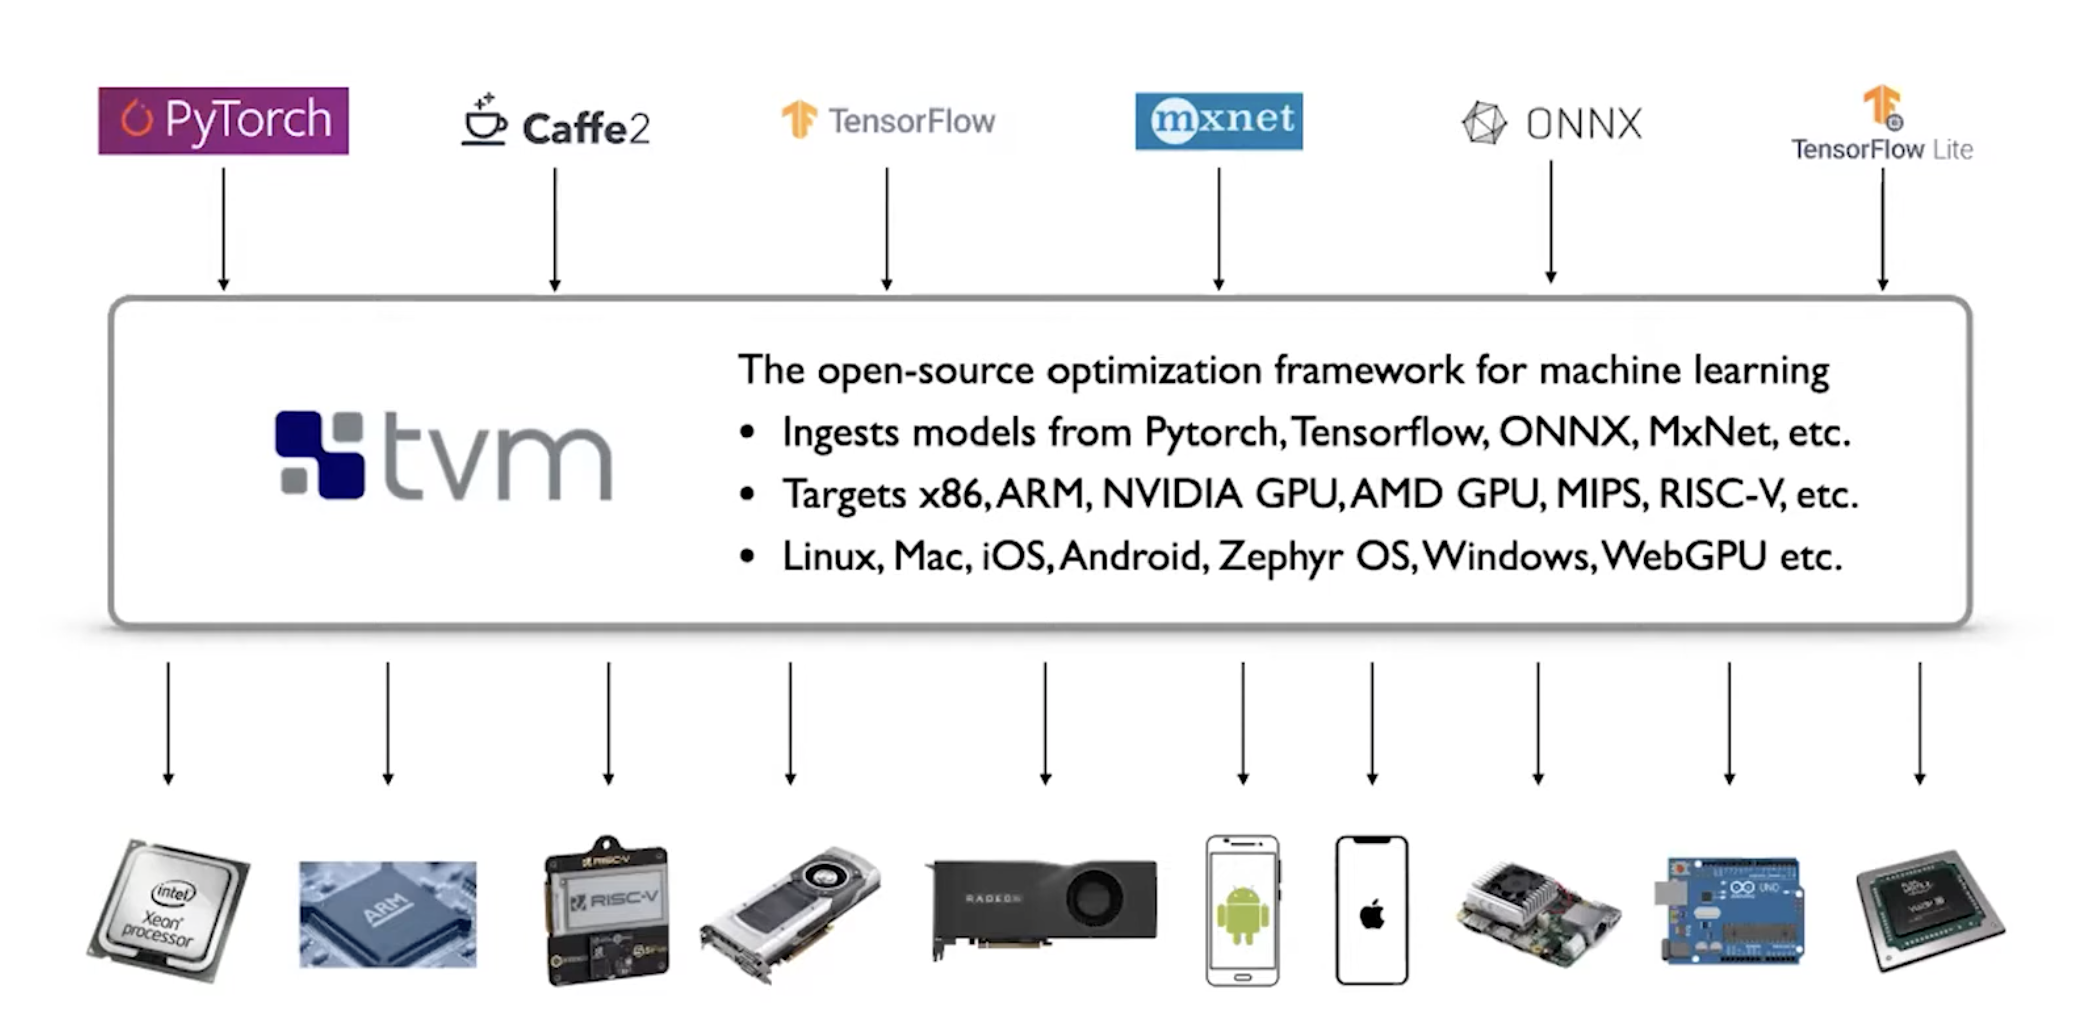 PyTorch
Caffe2
TensorFlow
mxnet
ONNX
TensorFlow Lite
tvm
The open-source optimization framework for machine learning
• Ingests models from Pytorch, Tensorflow, ONNX, MxNet, etc.
• Targets x86, ARM, NVIDIA GPU, AMD GPU, MIPS, RISC-V, etc.
• Linux, Mac, iOS, Android, Zephyr OS, Windows, WebGPU etc.
intel
Xeon®
processor
ARM
RISC-V
RISC-V
RADEON
UNO